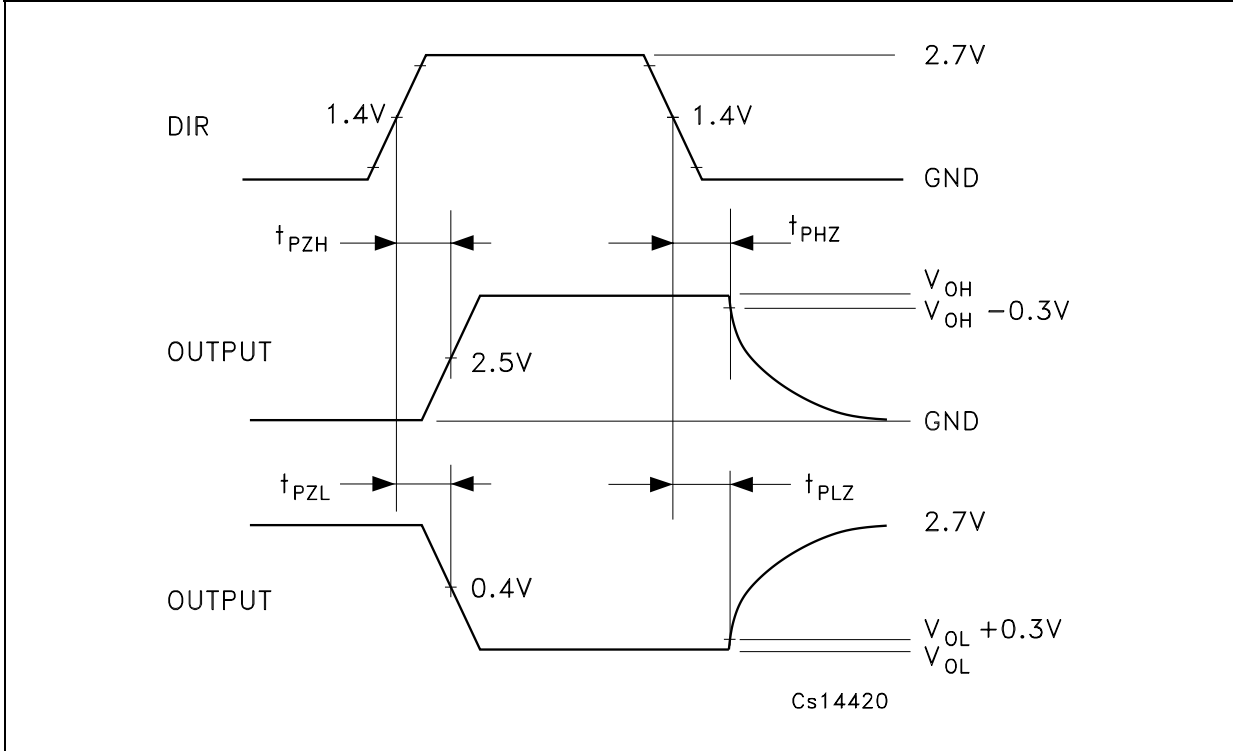 2.7V
1.4V
1.4V
DIR
GND
tPZH
tPHZ
VOH
VOH −0.3V
OUTPUT
2.5V
GND
tPZL
tPLZ
2.7V
0.4V
OUTPUT
VOL +0.3V
VOL
Cs14420